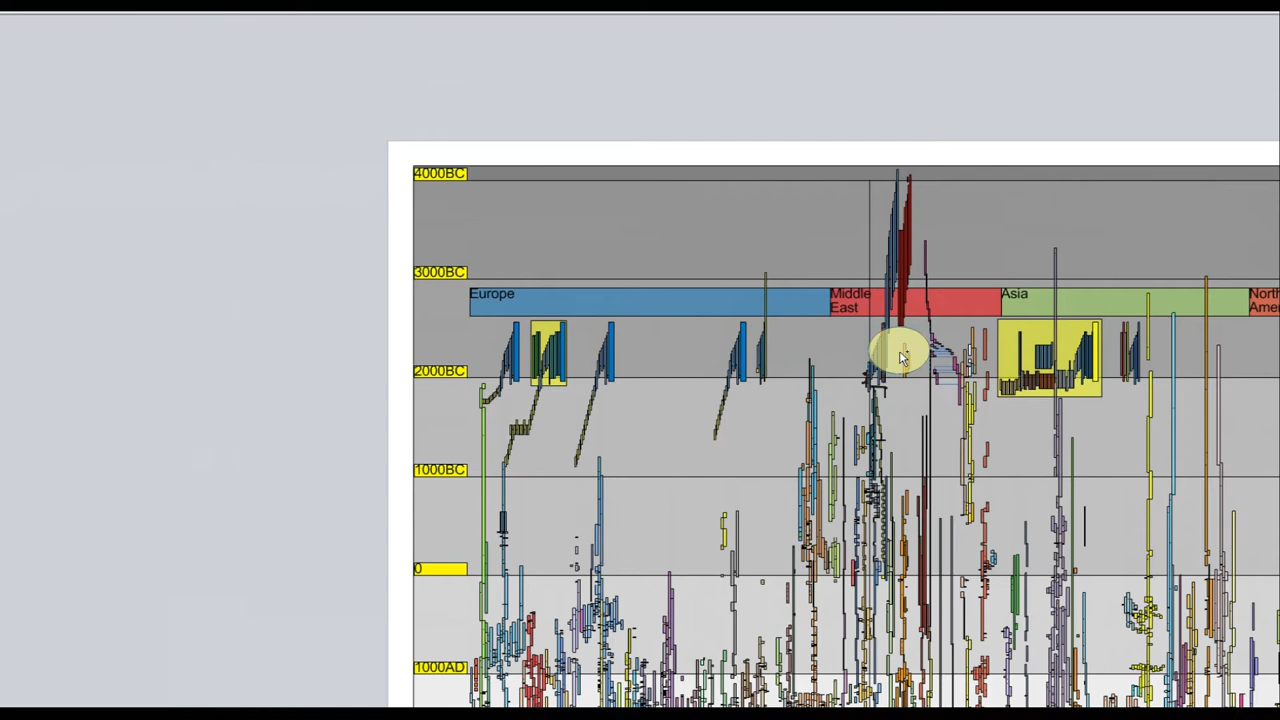 4000BC
3000BC
Europe
Middle
East
Asia
North
Amer
2000BC
1000BC
0
1000AD